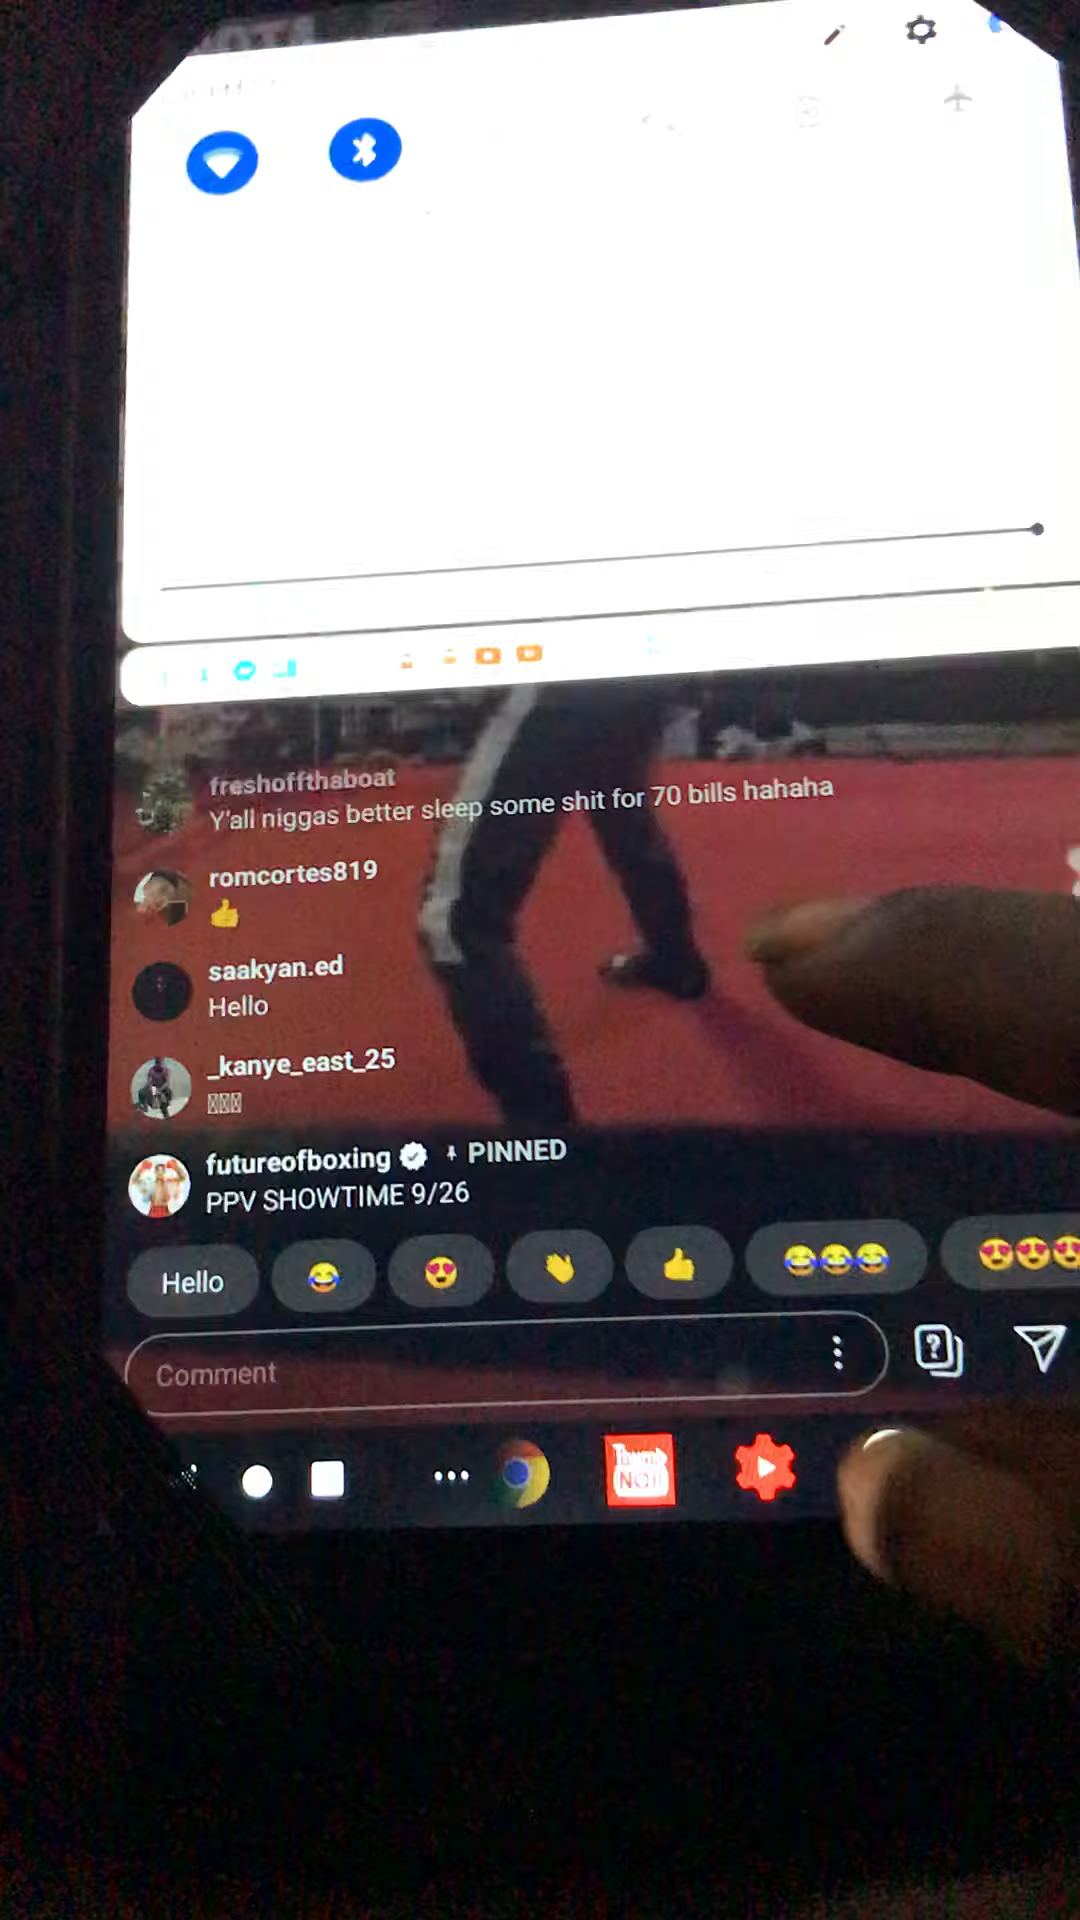 freshoffthaboat
Y'all niggas better sleep some shit for 70 bills hahaha
romcortes819
👍
saakyan.ed
Hello
_kanye_east_25
futureofboxing PINNED
PPV SHOWTIME 9/26
Hello 😂 😍 👏 👍 😂😂😂 😍😍😍
Comment